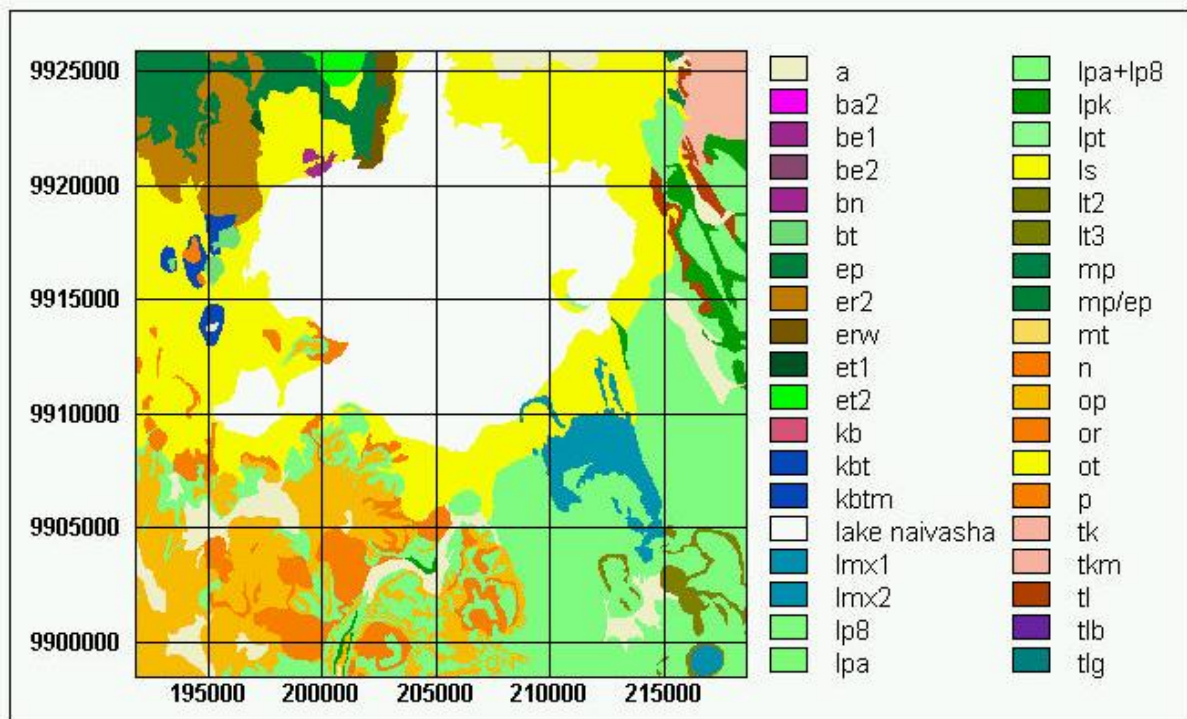 9925000
9920000
9915000
9910000
9905000
9900000
195000 200000 205000 210000 215000
a
ba2
be1
be2
bn
bt
ep
er2
erw
et1
et2
kb
kbt
kbtm
lake naivasha
lmx1
lmx2
lp8
lpa
lpa+lp8
lpk
lpt
ls
lt2
lt3
mp
mp/ep
mt
n
op
or
ot
p
tk
tkm
tl
tlb
tlg